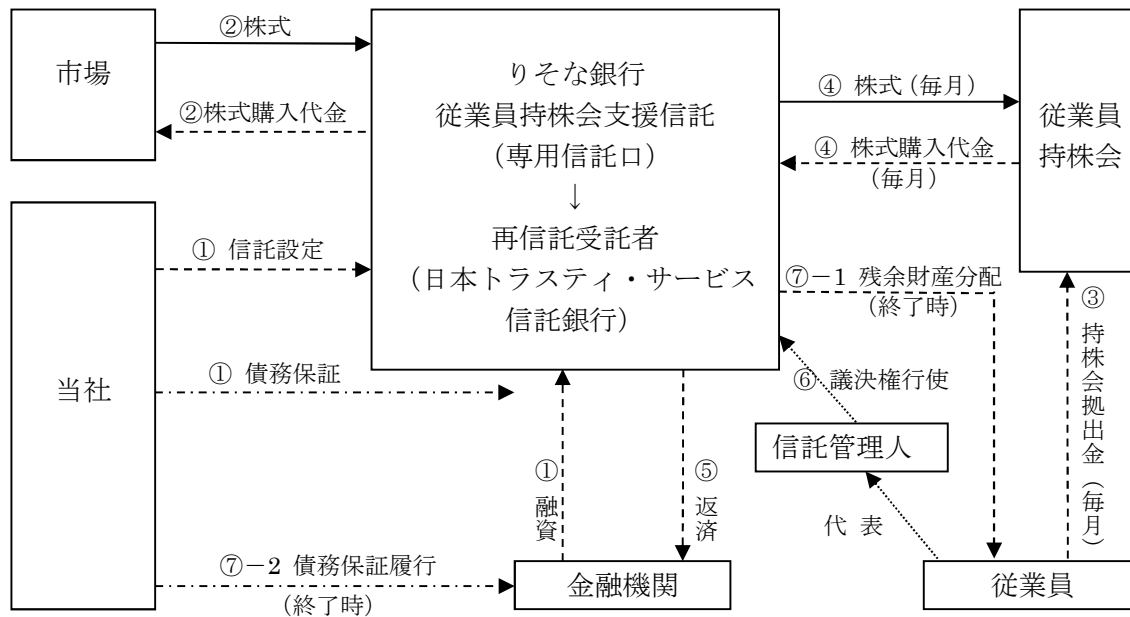 市場
②株式
②株式購入代金
りそな銀行
従業員持株会支援信託
（専用信託口）
↓
再信託受託者
（日本トラスティ・サービス
信託銀行）
④ 株式（毎月）
④ 株式購入代金
（毎月）
従業員
持株会
当社
① 信託設定
① 債務保証
⑦－2 債務保証履行
（終了時）
① 融資
⑤ 返済
金融機関
⑦－1 残余財産分配
（終了時）
⑥ 議決権行使
信託管理人
代 表
③ 持株会拠出金（毎月）
従業員